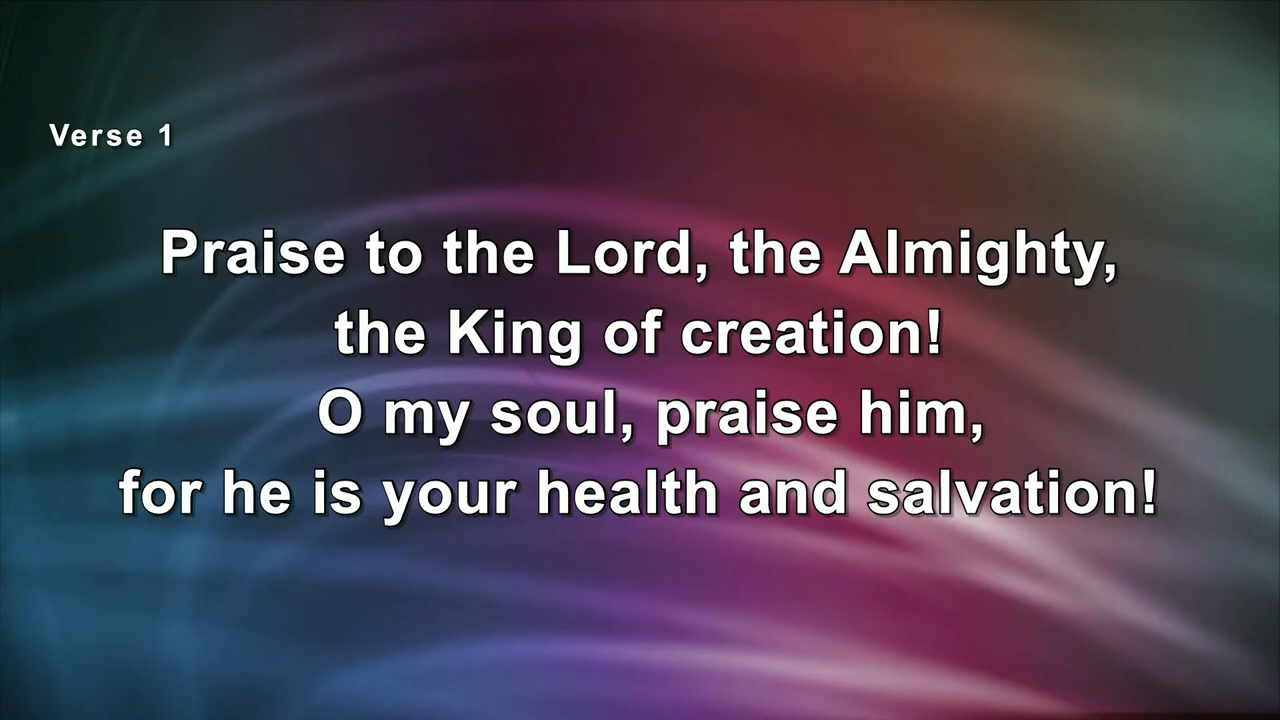 Verse 1
Praise to the Lord, the Almighty,
the King of creation!
O my soul, praise him,
for he is your health and salvation!